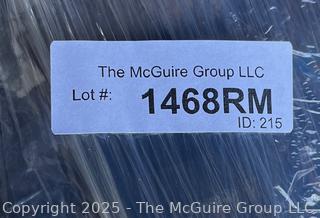 The McGuire Group LLC
Lot #: 1468RM
ID: 215
Copyright 2025 - The McGuire Group LLC